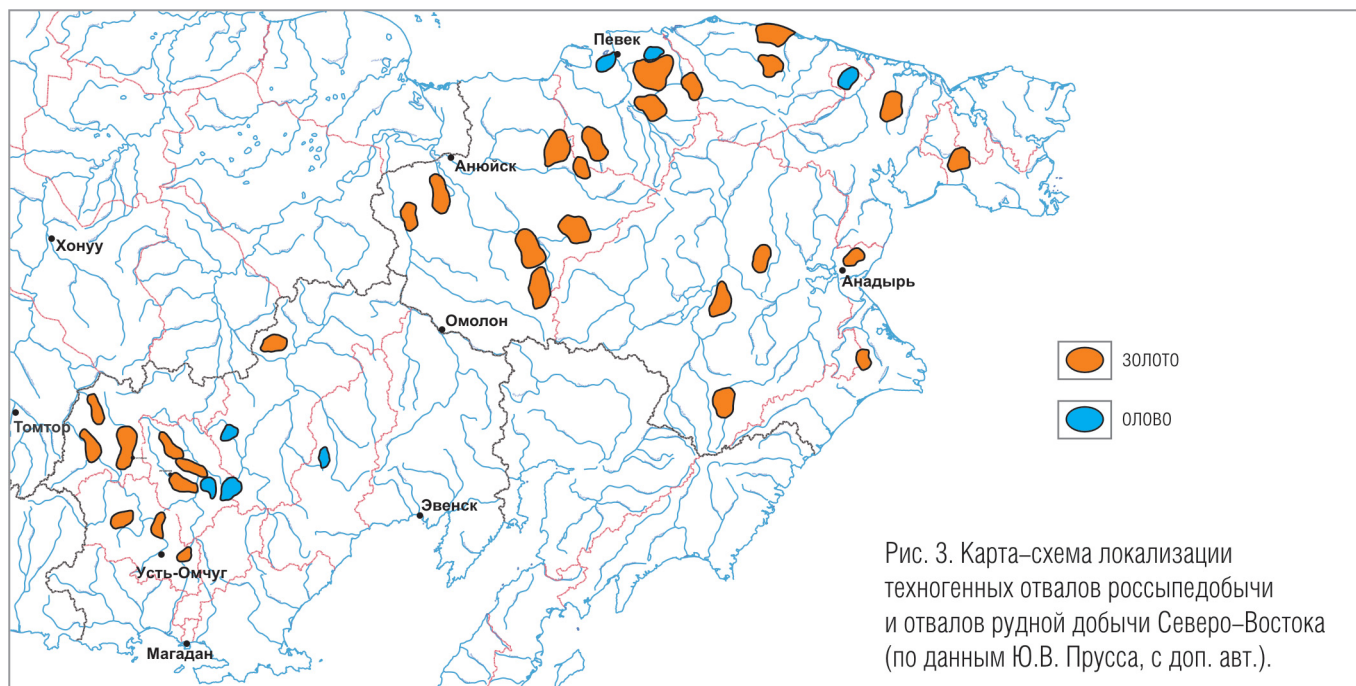 Певек
Анюйск
Хонуу
Анадырь
Омолон
золото
олово
Томтор
Эвенск
Усть-Омчуг
Магадан
Рис. 3. Карта–схема локализации
техногенных отвалов россыпедобычи
и отвалов рудной добычи Северо–Востока
(по данным Ю.В. Прусса, с доп. авт.).